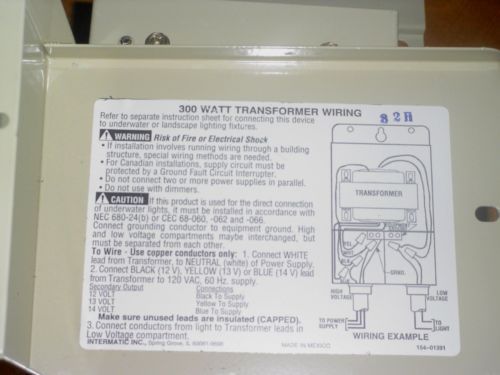 300 WATT TRANSFORMER WIRING
Refer to separate instruction sheet for connecting this device
to underwater or landscape lighting fixtures.
WARNING Risk of Fire or Electrical Shock
• If installation involves running wiring through a building
structure, special wiring methods are needed.
• For Canadian installations, supply circuit must be
protected by a Ground Fault Circuit Interrupter.
• Do not connect two or more power supplies in parallel.
• Do not use with dimmers.
CAUTION If this product is used for the direct connection
of underwater lights, it must be installed in accordance with
NEC 680-24(b) or CEC 68-060, -062 and -066.
Connect grounding conductor to equipment ground. High
and low voltage compartments may be interchanged, but
must be separated from each other.
To Wire - Use copper conductors only: 1. Connect WHITE
lead from Transformer, to NEUTRAL (white) of Power Supply.
2. Connect BLACK (12 V), YELLOW (13 V) or BLUE (14 V) lead
from Transformer to 120 VAC, 60 Hz. supply.
Secondary Output Connections
12 VOLT Black To Supply
13 VOLT Yellow To Supply
14 VOLT Blue To Supply
Make sure unused leads are insulated (CAPPED).
3. Connect conductors from light to Transformer leads in
Low Voltage compartment.
INTERMATIC INC., Spring Grove, IL 60081-9698
MADE IN MEXICO
82H
TRANSFORMER
YEL
BLK
GRND.
HIGH VOLTAGE
LOW VOLTAGE
TO POWER SUPPLY
TO LIGHT
WIRING EXAMPLE
154-01391